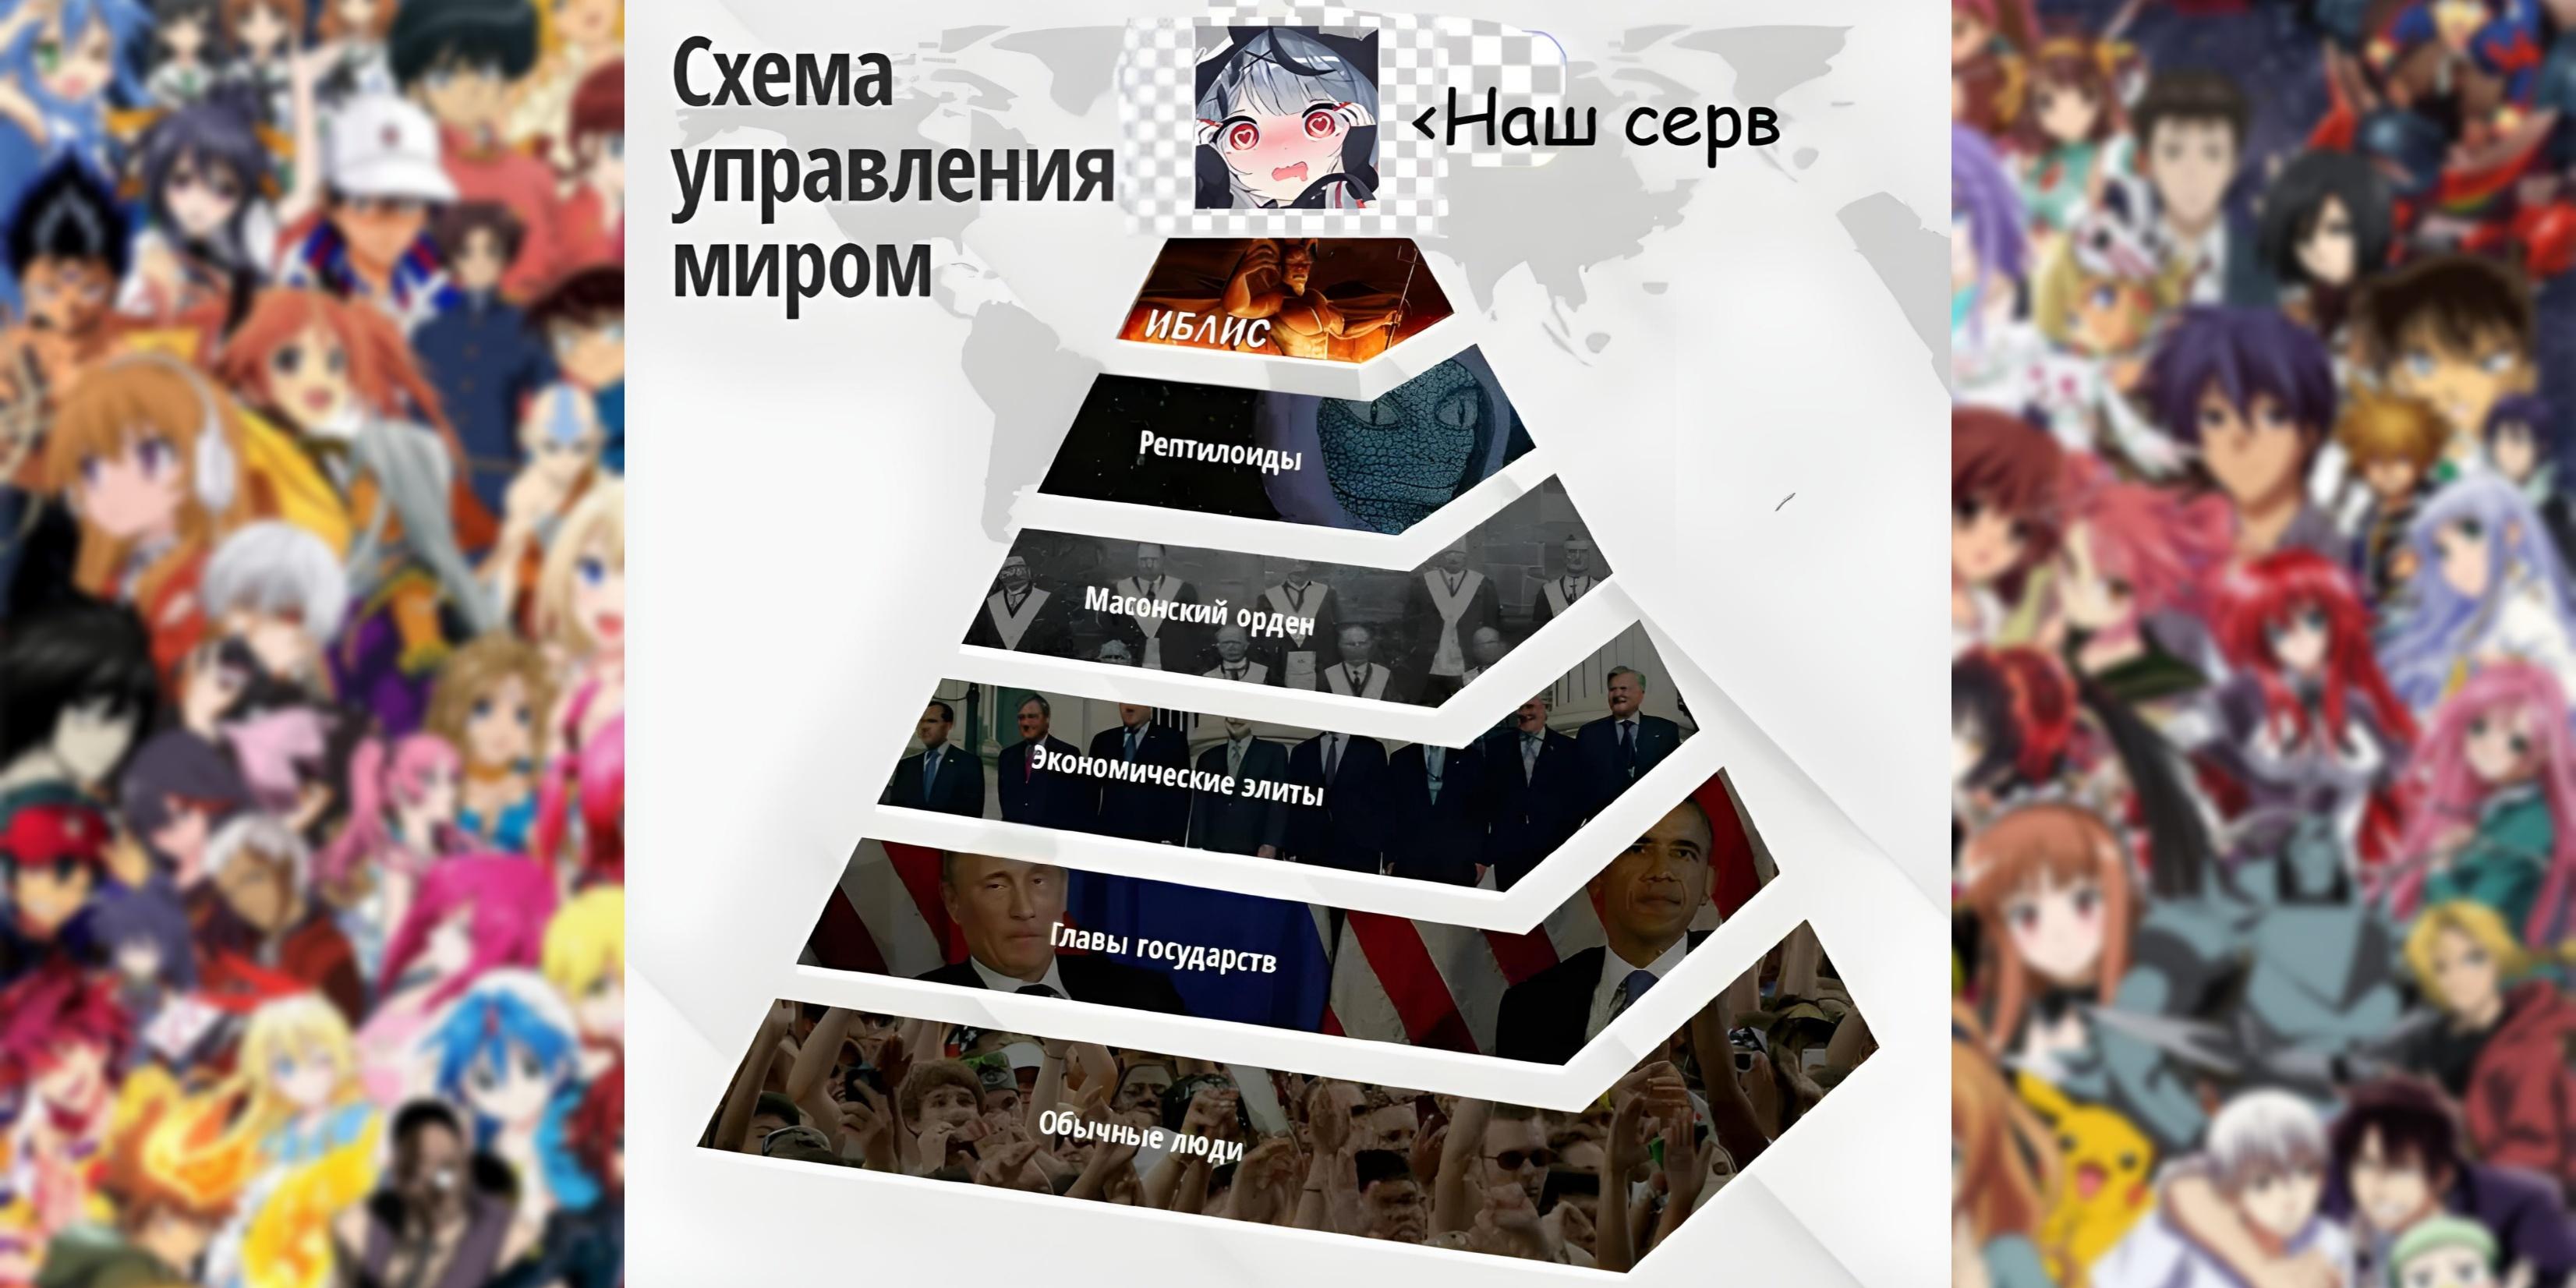 Схема
управления
миром
<Наш серв
ИБЛИС
Рептилоиды
Масонский орден
Экономические элиты
Главы государств
Обычные люди